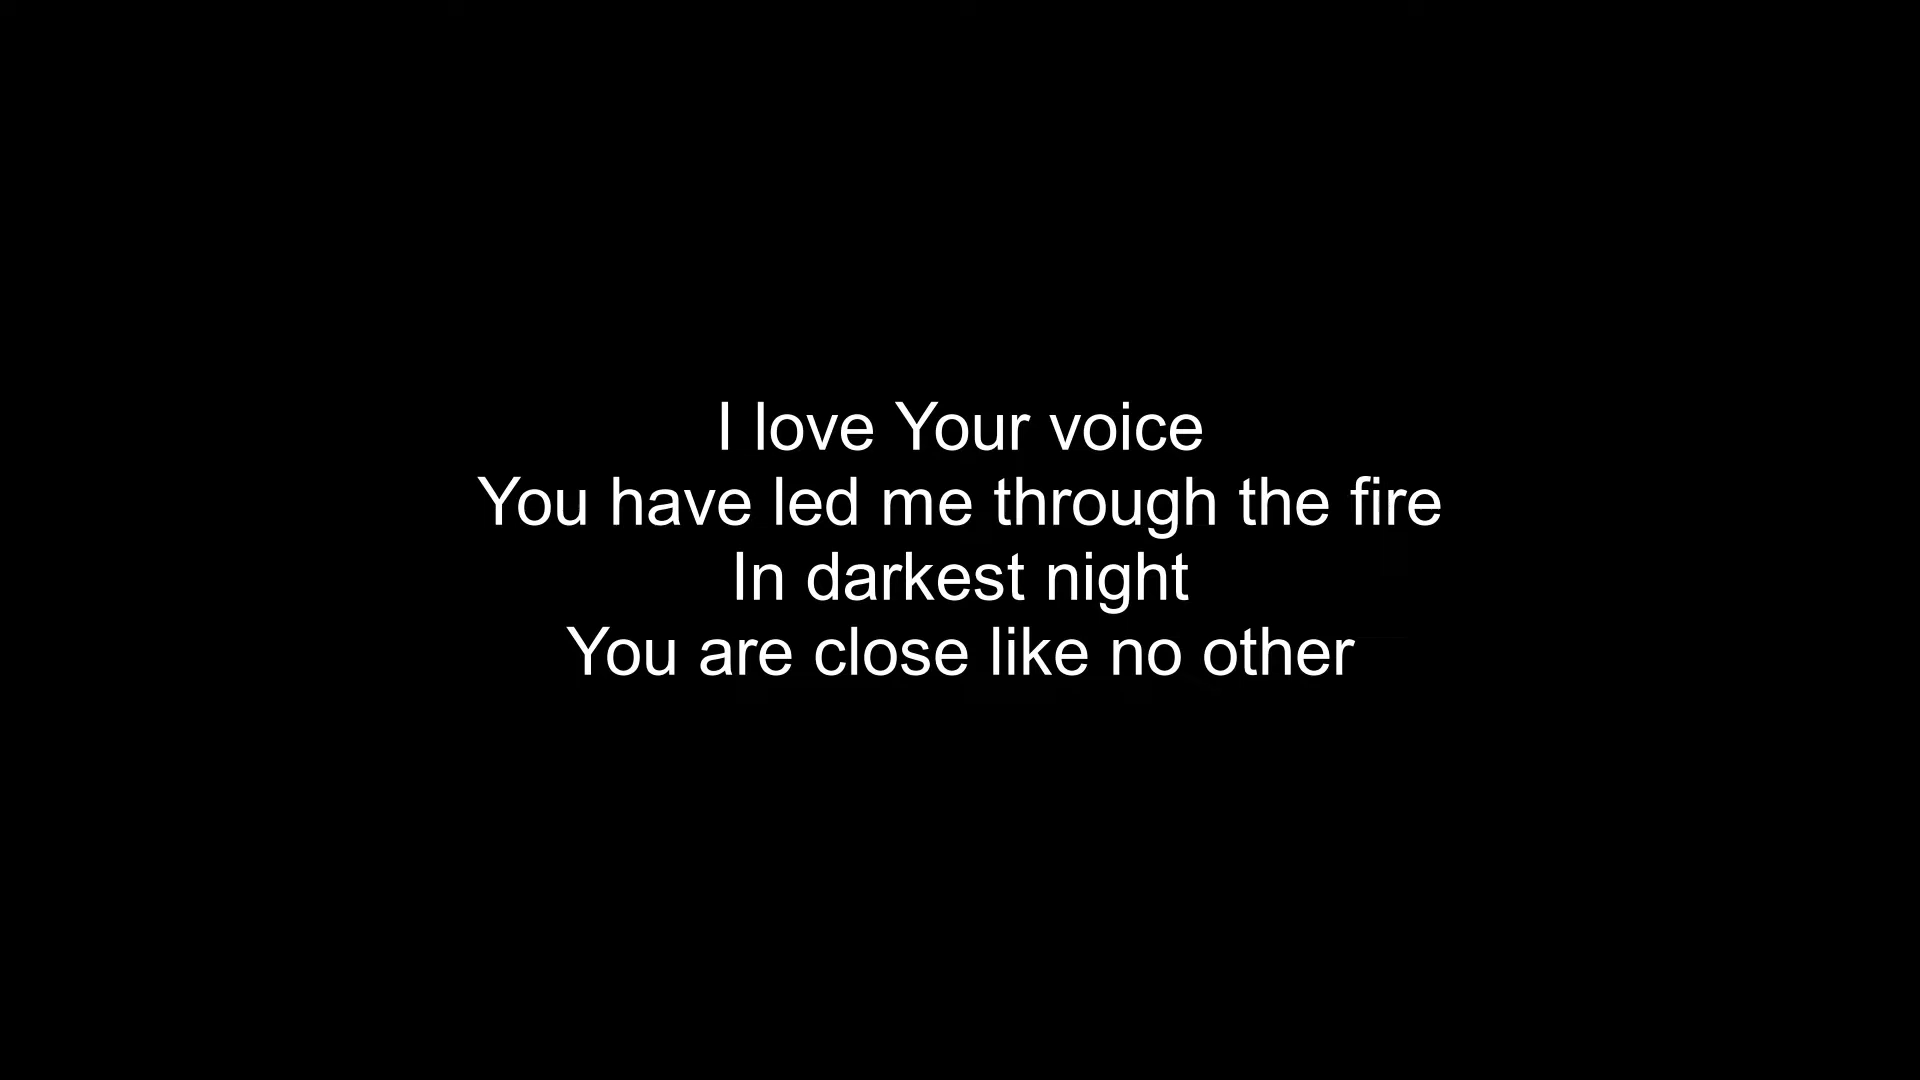 I love Your voice
You have led me through the fire
In darkest night
You are close like no other